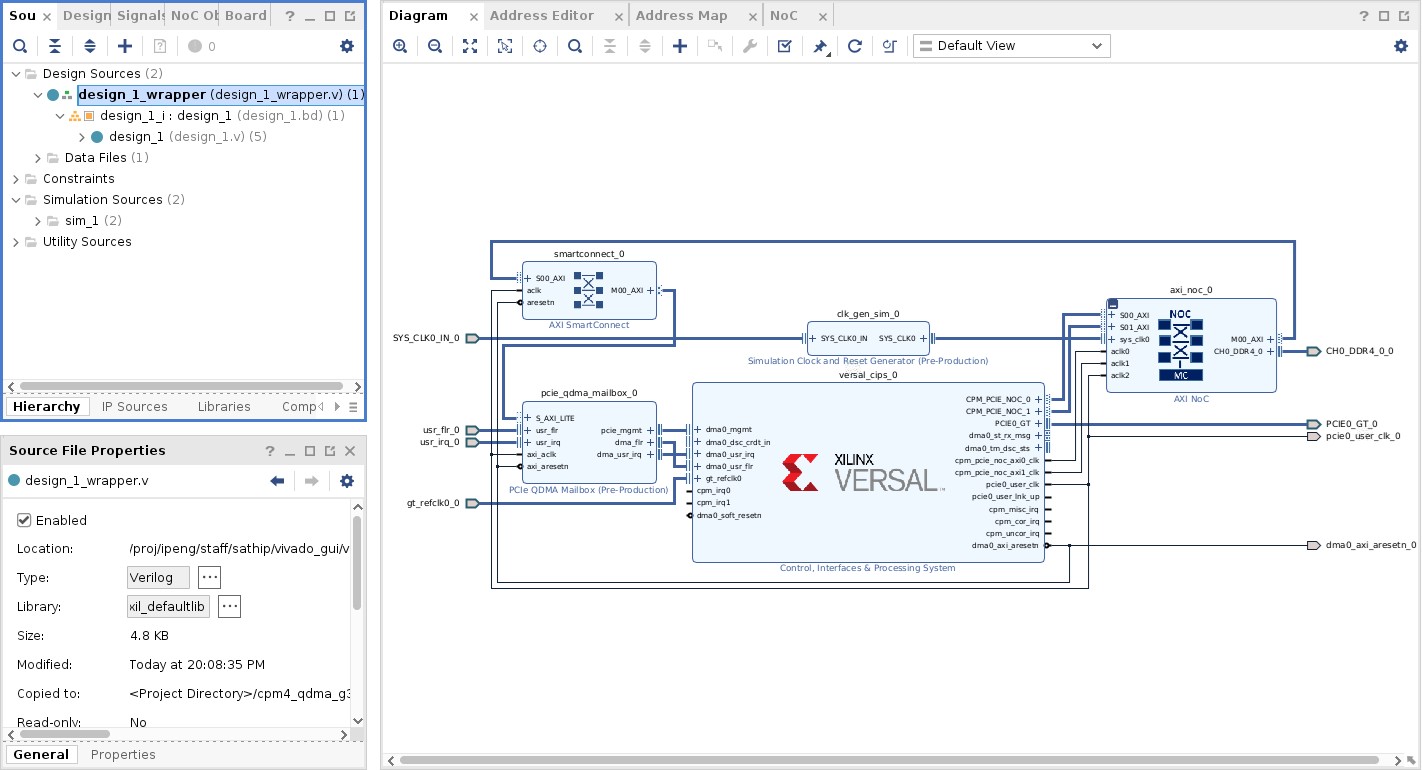 Sou
Design
Signals
NoC Ob
Board
0
Design Sources (2)
design_1_wrapper (design_1_wrapper.v) (1)
design_1_i : design_1 (design_1.bd) (1)
design_1 (design_1.v) (5)
Data Files (1)
Constraints
Simulation Sources (2)
sim_1 (2)
Utility Sources
Hierarchy
IP Sources
Libraries
Comp
Source File Properties
design_1_wrapper.v
Enabled
Location: /proj/ipeng/staff/sathip/vivado_gui/v
Type: Verilog
Library: xil_defaultlib
Size: 4.8 KB
Modified: Today at 20:08:35 PM
Copied to: <Project Directory>/cpm4_qdma_g3
Read-only: No
General
Properties
Diagram
Address Editor
Address Map
NoC
Default View
smartconnect_0
S00_AXI
aclk
aresetn
M00_AXI
AXI SmartConnect
SYS_CLK0_IN_0
clk_gen_sim_0
SYS_CLK0_IN
SYS_CLK0
Simulation Clock and Reset Generator (Pre-Production)
axi_noc_0
S00_AXI
S01_AXI
sys_clk0
aclk0
aclk1
aclk2
NOC
MC
M00_AXI
CH0_DDR4_0
AXI NoC
CH0_DDR4_0_0
usr_flr_0
usr_irq_0
gt_refclk0_0
pcie_qdma_mailbox_0
S_AXI_LITE
usr_flr
usr_irq
axi_aclk
axi_aresetn
pcie_mgmt
dma_flr
dma_usr_irq
PCIe QDMA Mailbox (Pre-Production)
versal_cips_0
dma0_mgmt
dma0_dsc_crdt_in
dma0_usr_irq
dma0_usr_flr
gt_refclk0
cpm_irq0
cpm_irq1
dma0_soft_resetn
XILINX
VERSAL
CPM_PCIE_NOC_0
CPM_PCIE_NOC_1
PCIE0_GT
dma0_st_rx_msg
dma0_tm_dsc_sts
cpm_pcie_noc_axi0_clk
cpm_pcie_noc_axi1_clk
pcie0_user_clk
pcie0_user_lnk_up
cpm_misc_irq
cpm_cor_irq
cpm_uncor_irq
dma0_axi_aresetn
Control, Interfaces & Processing System
PCIE0_GT_0
pcie0_user_clk_0
dma0_axi_aresetn_0